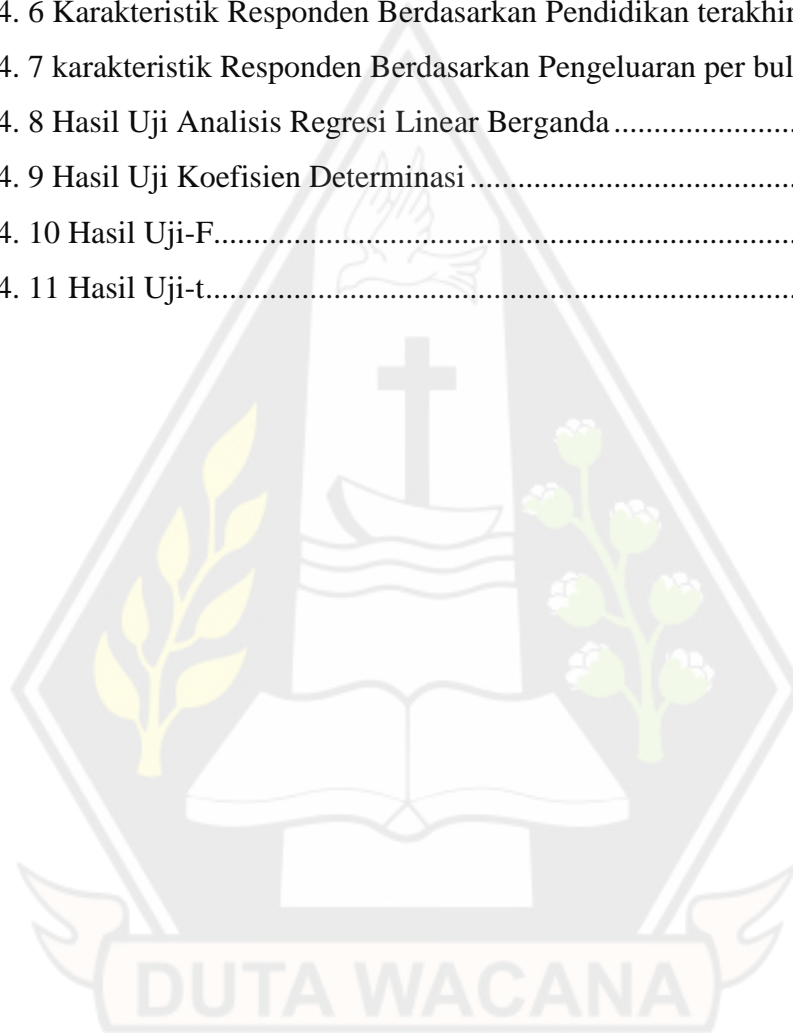 4. 6 Karakteristik Responden Berdasarkan Pendidikan terakhir
4. 7 karakteristik Responden Berdasarkan Pengeluaran per bul
4. 8 Hasil Uji Analisis Regresi Linear Berganda......................
4. 9 Hasil Uji Koefisien Determinasi........................................
4. 10 Hasil Uji-F.......................................................................
4. 11 Hasil Uji-t........................................................................
DUTA WACANA